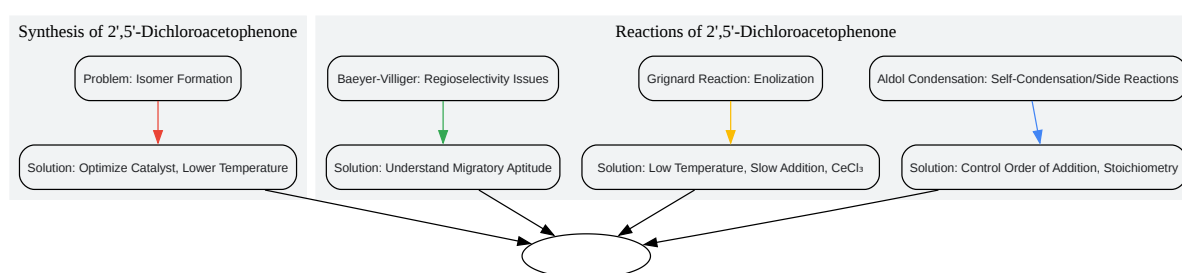 Synthesis of 2',5'-Dichloroacetophenone
Reactions of 2',5'-Dichloroacetophenone
Problem: Isomer Formation
Baeyer-Villiger: Regioselectivity Issues
Grignard Reaction: Enolization
Aldol Condensation: Self-Condensation/Side Reactions
Solution: Optimize Catalyst, Lower Temperature
Solution: Understand Migratory Aptitude
Solution: Low Temperature, Slow Addition, CeCl₃
Solution: Control Order of Addition, Stoichiometry